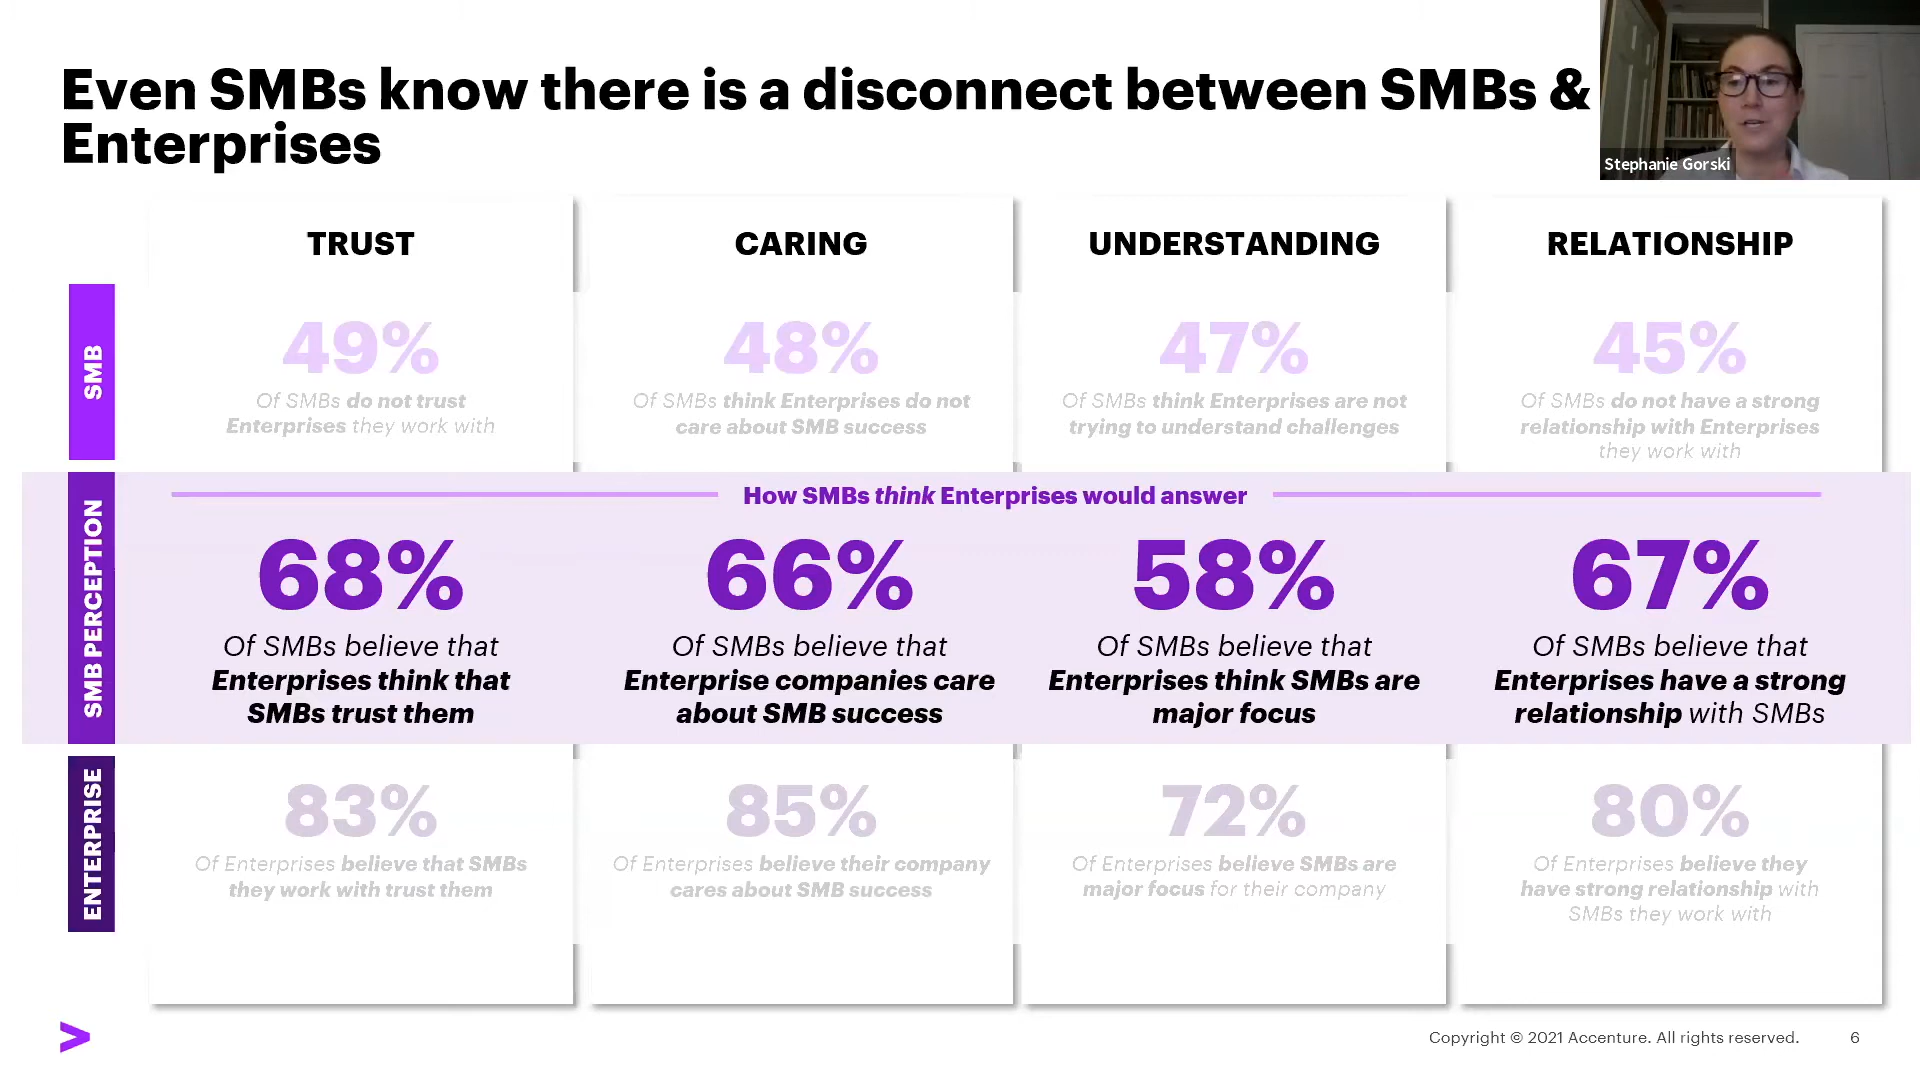 Even SMBs know there is a disconnect between SMBs &
Enterprises
Stephanie Gorski
TRUST
CARING
UNDERSTANDING
RELATIONSHIP
SMB
49%
Of SMBs do not trust
Enterprises they work with
48%
Of SMBs think Enterprises do not
care about SMB success
47%
Of SMBs think Enterprises are not
trying to understand challenges
45%
Of SMBs do not have a strong
relationship with Enterprises
they work with
SMB PERCEPTION
How SMBs think Enterprises would answer
68%
Of SMBs believe that
Enterprises think that
SMBs trust them
66%
Of SMBs believe that
Enterprise companies care
about SMB success
58%
Of SMBs believe that
Enterprises think SMBs are
major focus
67%
Of SMBs believe that
Enterprises have a strong
relationship with SMBs
ENTERPRISE
83%
Of Enterprises believe that SMBs
they work with trust them
85%
Of Enterprises believe their company
cares about SMB success
72%
Of Enterprises believe SMBs are
major focus for their company
80%
Of Enterprises believe they
have strong relationship with
SMBs they work with
Copyright © 2021 Accenture. All rights reserved.
6